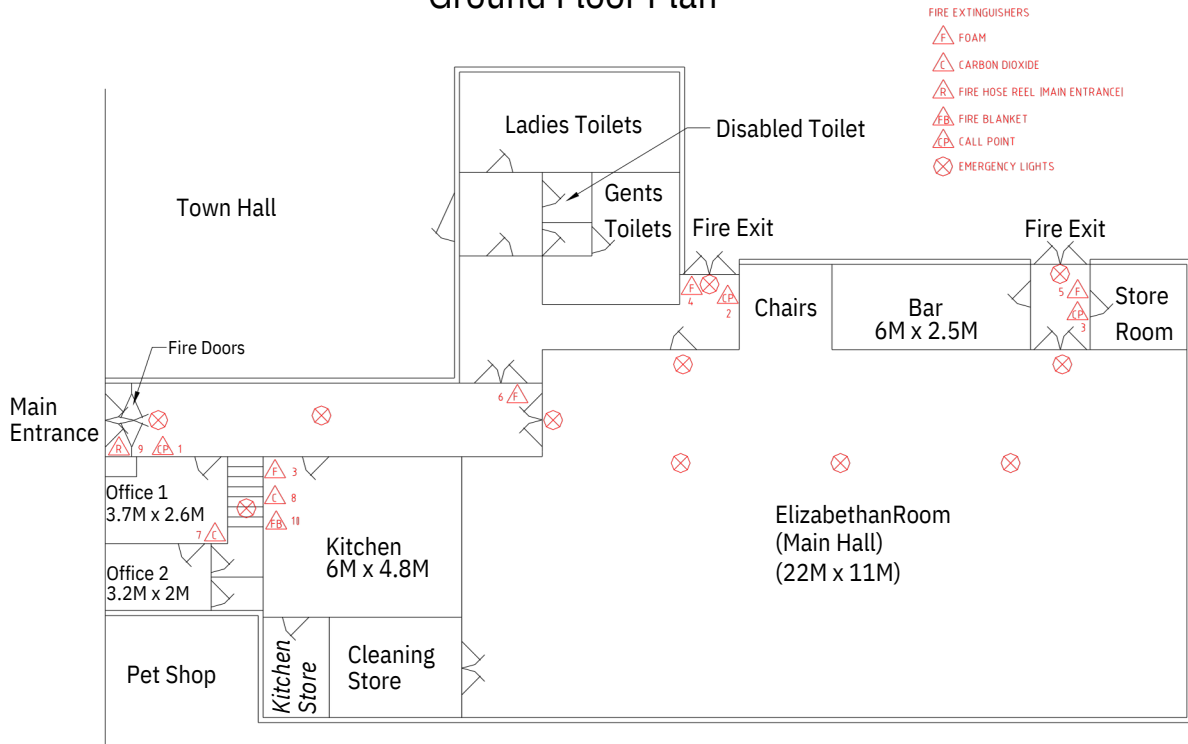 Ground Floor Plan
FIRE EXTINGUISHERS
F FOAM
C CARBON DIOXIDE
R FIRE HOSE REEL (MAIN ENTRANCE)
FB FIRE BLANKET
CP CALL POINT
EMERGENCY LIGHTS
Ladies Toilets
Disabled Toilet
Town Hall
Gents
Toilets
Fire Exit
Fire Exit
F
4
CP
2
Chairs
Bar
6M x 2.5M
5 F
CP
3
Store
Room
Fire Doors
Main
Entrance
6 F
R 9 CP 1
Office 1
3.7M x 2.6M
F 3
C 8
FB 10
7 C
Kitchen
6M x 4.8M
ElizabethanRoom
(Main Hall)
(22M x 11M)
Office 2
3.2M x 2M
Pet Shop
Kitchen
Store
Cleaning
Store